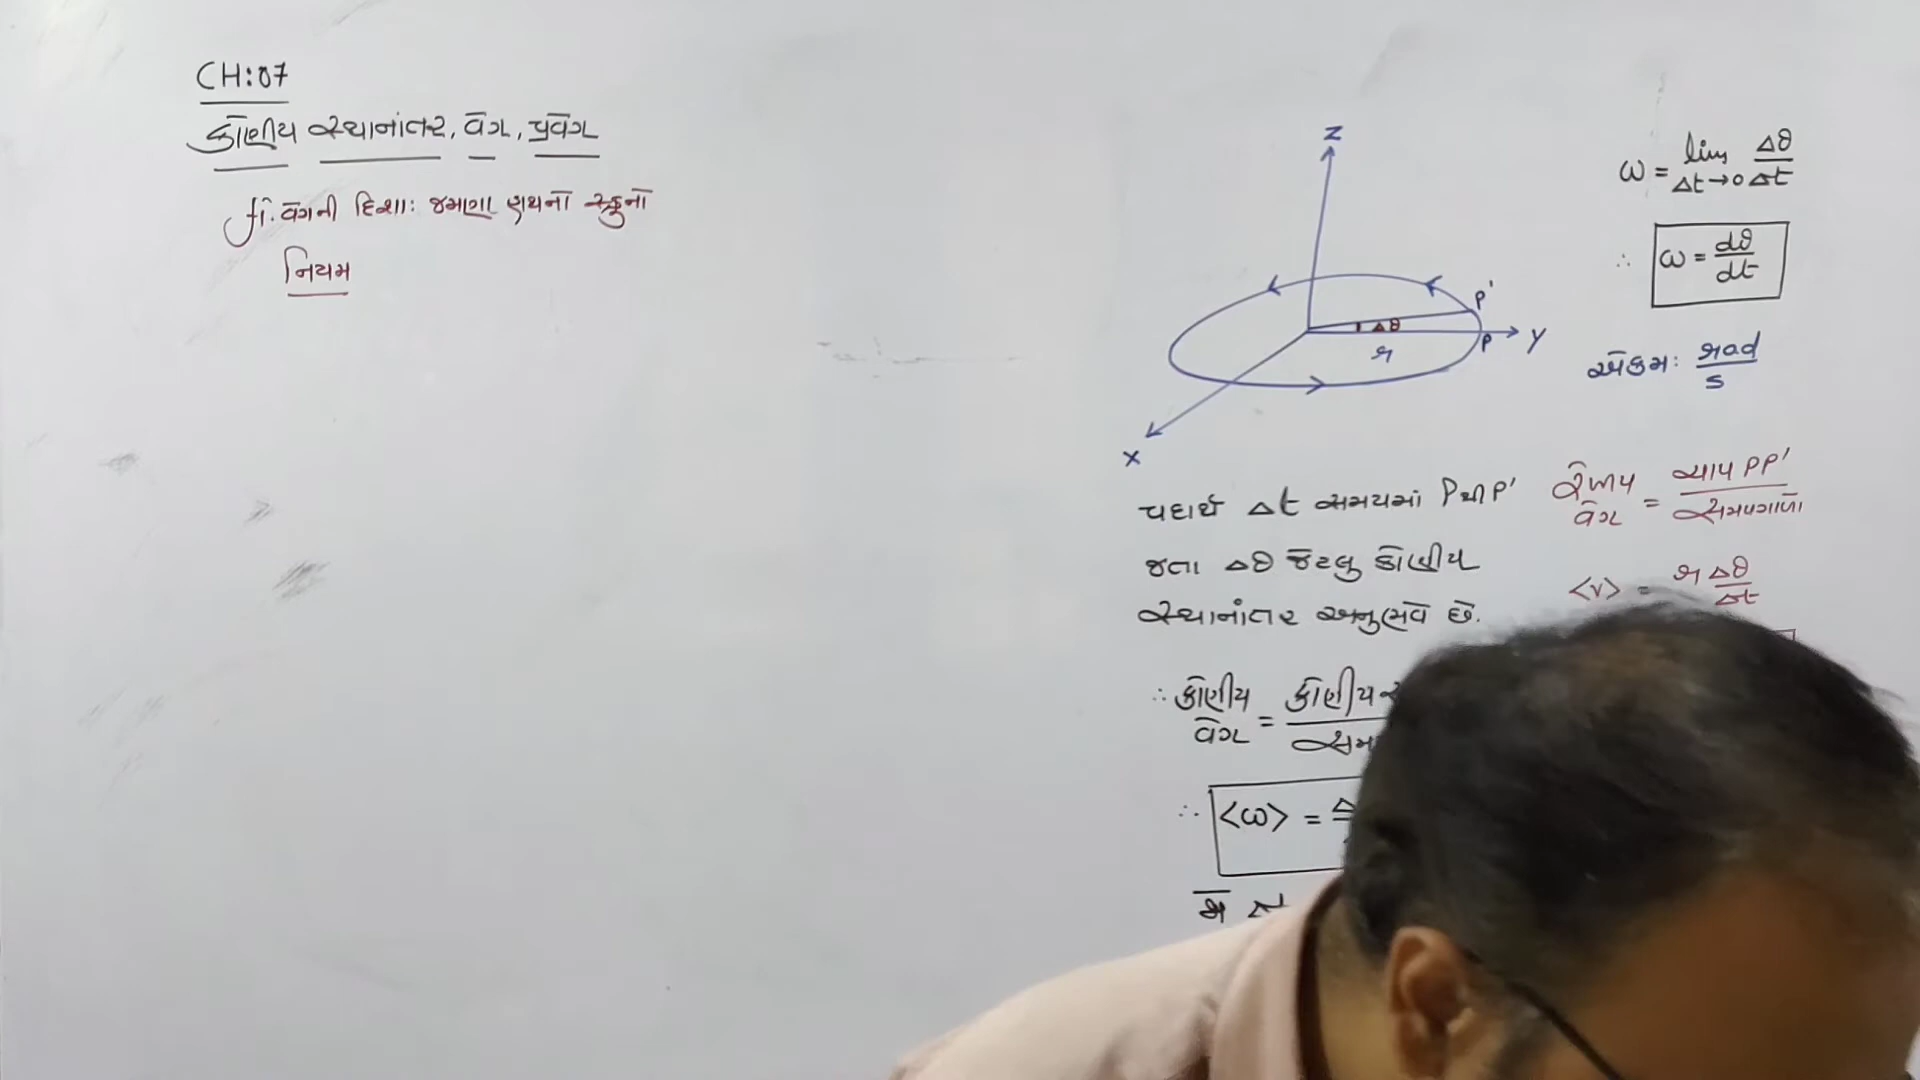 CH:07
કોણીય સ્થાનાંતર, વેગ, પ્રવેગ
વેગની દિશા: જમણા હાથનો સ્ક્રુનો
નિયમ
Z
P'
Δθ
P
Y
r
X
પદાર્થ Δt સમયમાં P થી P'
જતા Δθ જેટલુ કોણીય
સ્થાનાંતર અનુભવે છે.
∴ કોણીય વેગ = કોણીય
∴ <ω> =
ω = lim Δt→0 Δθ/Δt
∴ ω = dθ/dt
એકમ: rad/s
રેખીય વેગ = ચાપ PP'/સમયગાળો
<v> = r Δθ/Δt